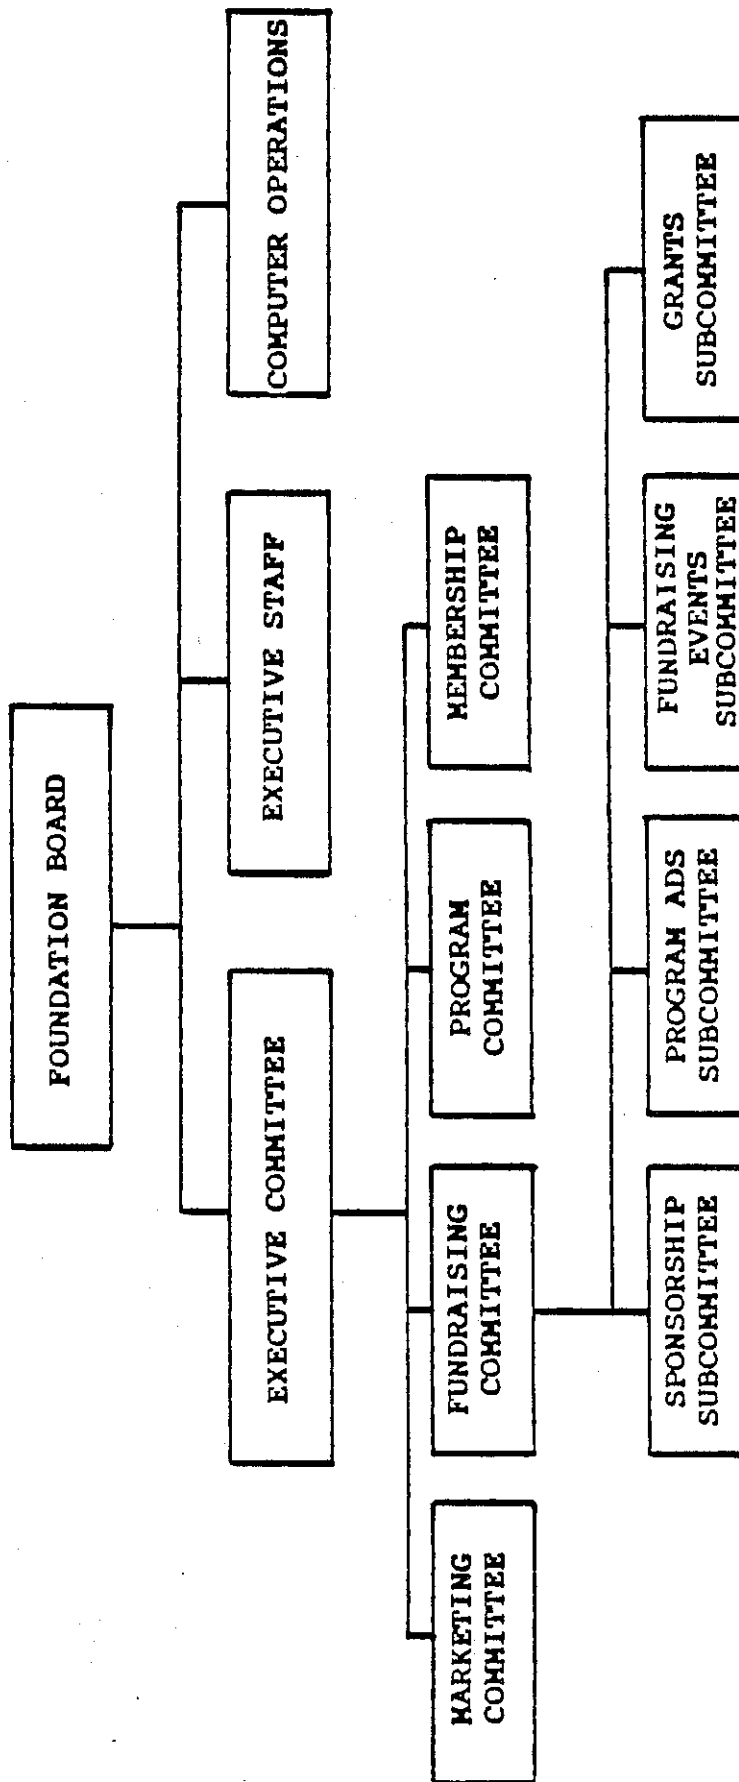 FOUNDATION BOARD
EXECUTIVE COMMITTEE
EXECUTIVE STAFF
COMPUTER OPERATIONS
MARKETING
COMMITTEE
FUNDRAISING
COMMITTEE
PROGRAM
COMMITTEE
MEMBERSHIP
COMMITTEE
SPONSORSHIP
SUBCOMMITTEE
PROGRAM ADS
SUBCOMMITTEE
FUNDRAISING
EVENTS
SUBCOMMITTEE
GRANTS
SUBCOMMITTEE